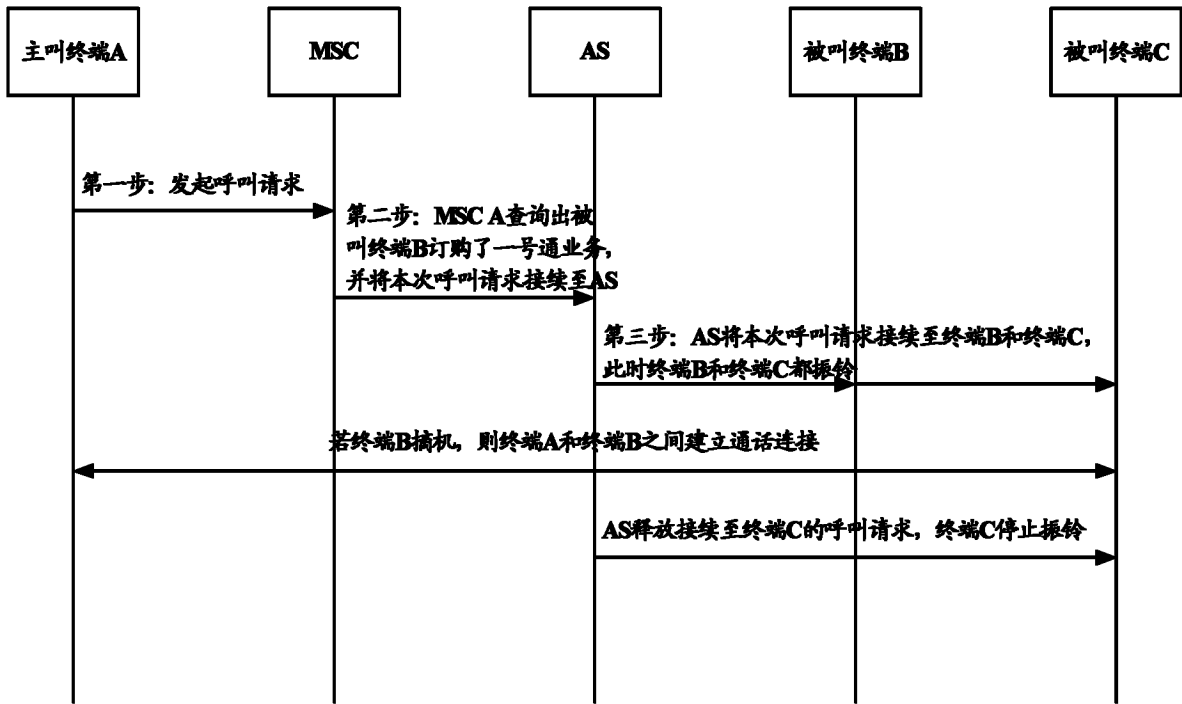 主叫终端A
MSC
AS
被叫终端B
被叫终端C
第一步：发起呼叫请求
第二步：MSC A查询出被
叫终端B订购了一号通业务，
并将本次呼叫请求接续至AS
第三步：AS将本次呼叫请求接续至终端B和终端C，
此时终端B和终端C都振铃
若终端B摘机，则终端A和终端B之间建立通话连接
AS释放接续至终端C的呼叫请求，终端C停止振铃